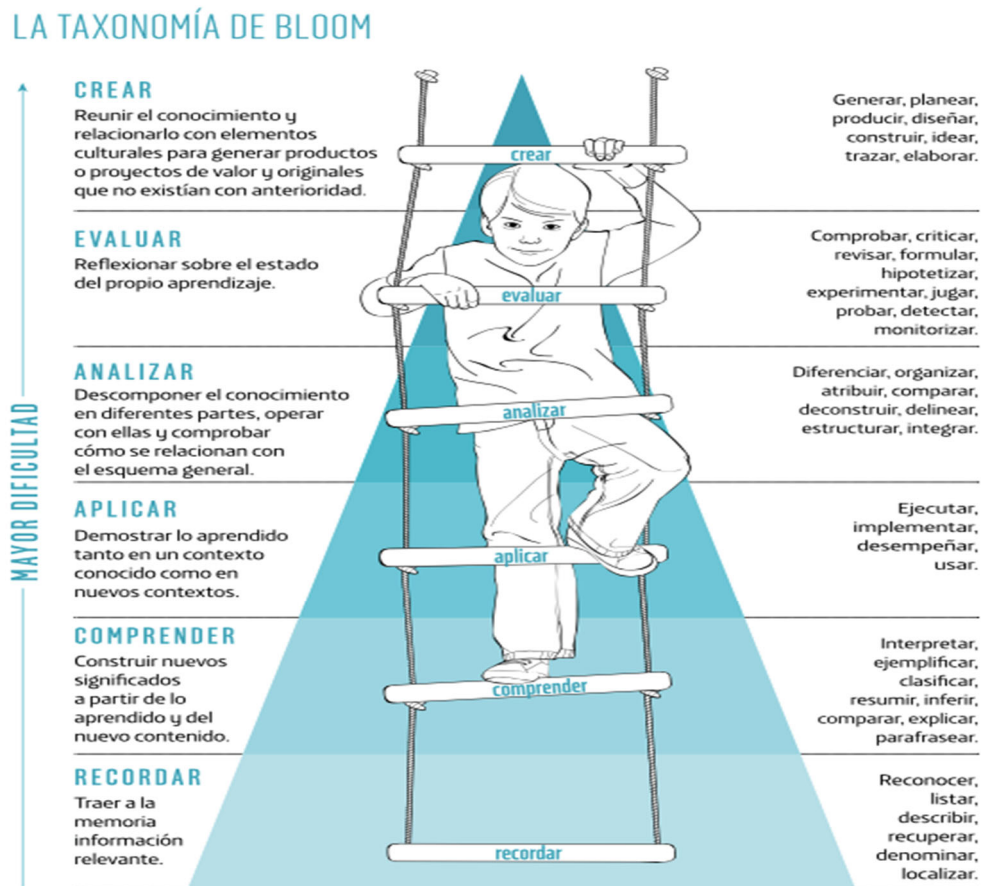 LA TAXONOMÍA DE BLOOM
MAYOR DIFICULTAD
CREAR
Reunir el conocimiento y
relacionarlo con elementos
culturales para generar productos
o proyectos de valor y originales
que no existían con anterioridad.
crear
Generar, planear,
producir, diseñar,
construir, idear,
trazar, elaborar.
EVALUAR
Reflexionar sobre el estado
del propio aprendizaje.
evaluar
Comprobar, criticar,
revisar, formular,
hipotetizar,
experimentar, jugar,
probar, detectar,
monitorizar.
ANALIZAR
Descomponer el conocimiento
en diferentes partes, operar
con ellas y comprobar
cómo se relacionan con
el esquema general.
analizar
Diferenciar, organizar,
atribuir, comparar,
deconstruir, delinear,
estructurar, integrar.
APLICAR
Demostrar lo aprendido
tanto en un contexto
conocido como en
nuevos contextos.
aplicar
Ejecutar,
implementar,
desempeñar,
usar.
COMPRENDER
Construir nuevos
significados
a partir de lo
aprendido y del
nuevo contenido.
comprender
Interpretar,
ejemplificar,
clasificar,
resumir, inferir,
comparar, explicar,
parafrasear.
RECORDAR
Traer a la
memoria
información
relevante.
recordar
Reconocer,
listar,
describir,
recuperar,
denominar,
localizar.